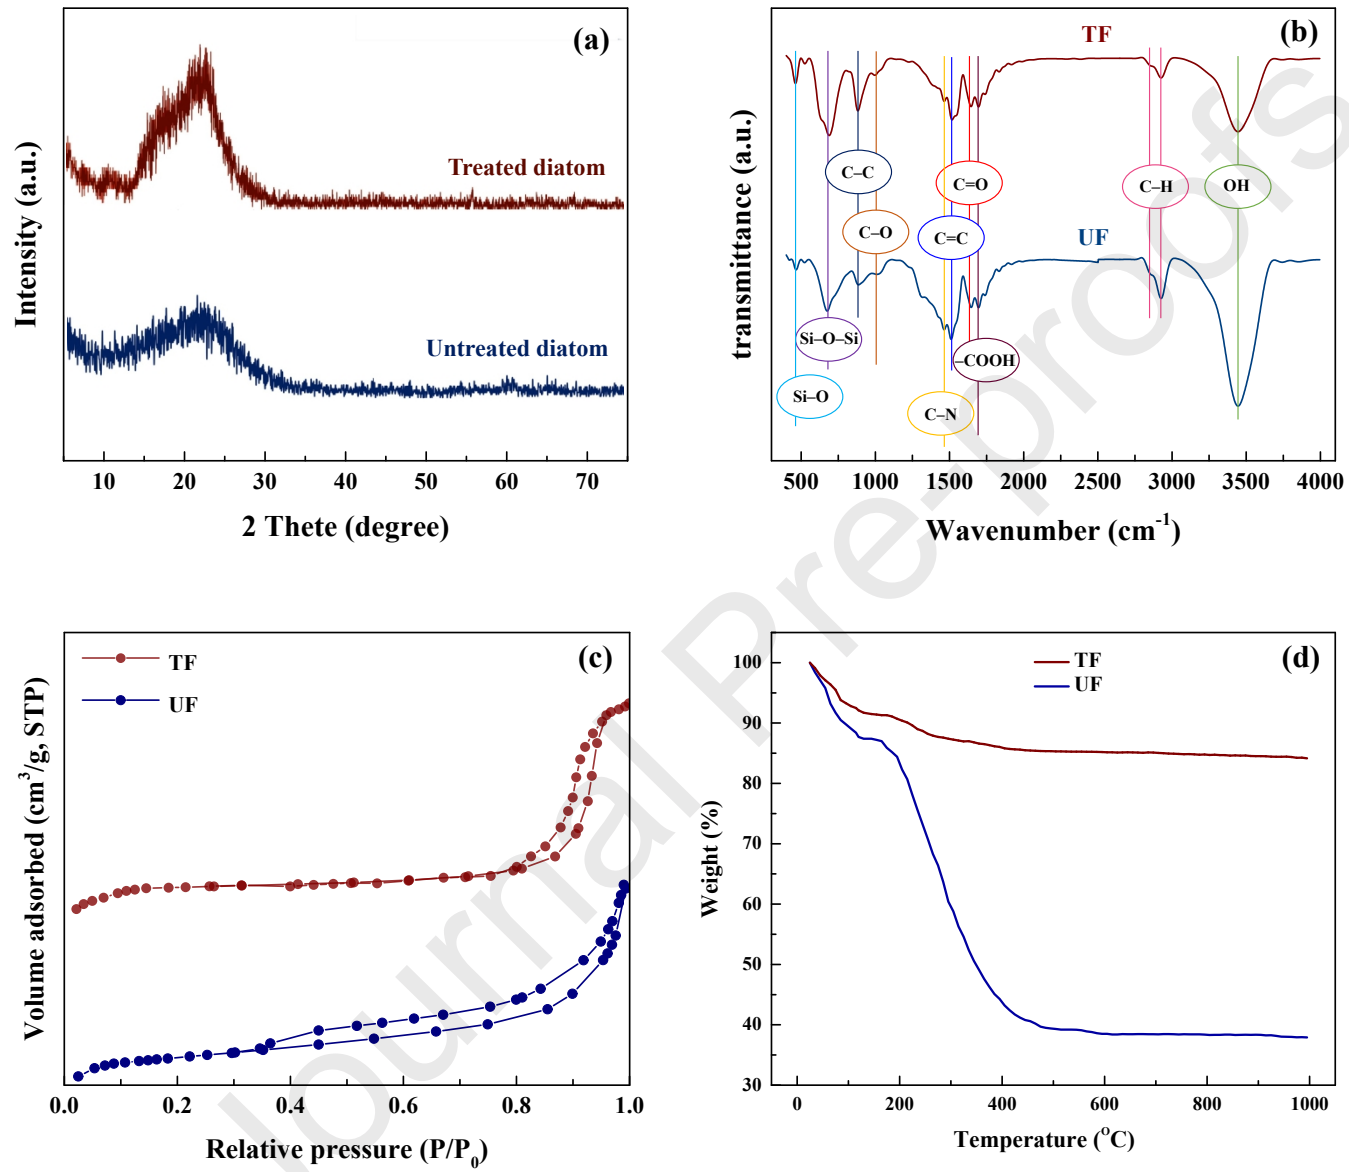 (a)
Treated diatom
Untreated diatom
Intensity (a.u.)
10 20 30 40 50 60 70
2 Thete (degree)
(b)
TF
C–C
C=O
C–H
OH
C–O
C=C
UF
Si–O–Si
–COOH
Si–O
C–N
transmittance (a.u.)
500 1000 1500 2000 2500 3000 3500 4000
Wavenumber (cm⁻¹)
(c)
TF
UF
Volume adsorbed (cm³/g, STP)
0.0 0.2 0.4 0.6 0.8 1.0
Relative pressure (P/P₀)
(d)
TF
UF
100
90
80
70
60
50
40
30
Weight (%)
0 200 400 600 800 1000
Temperature (°C)
Journal Pre-proofs